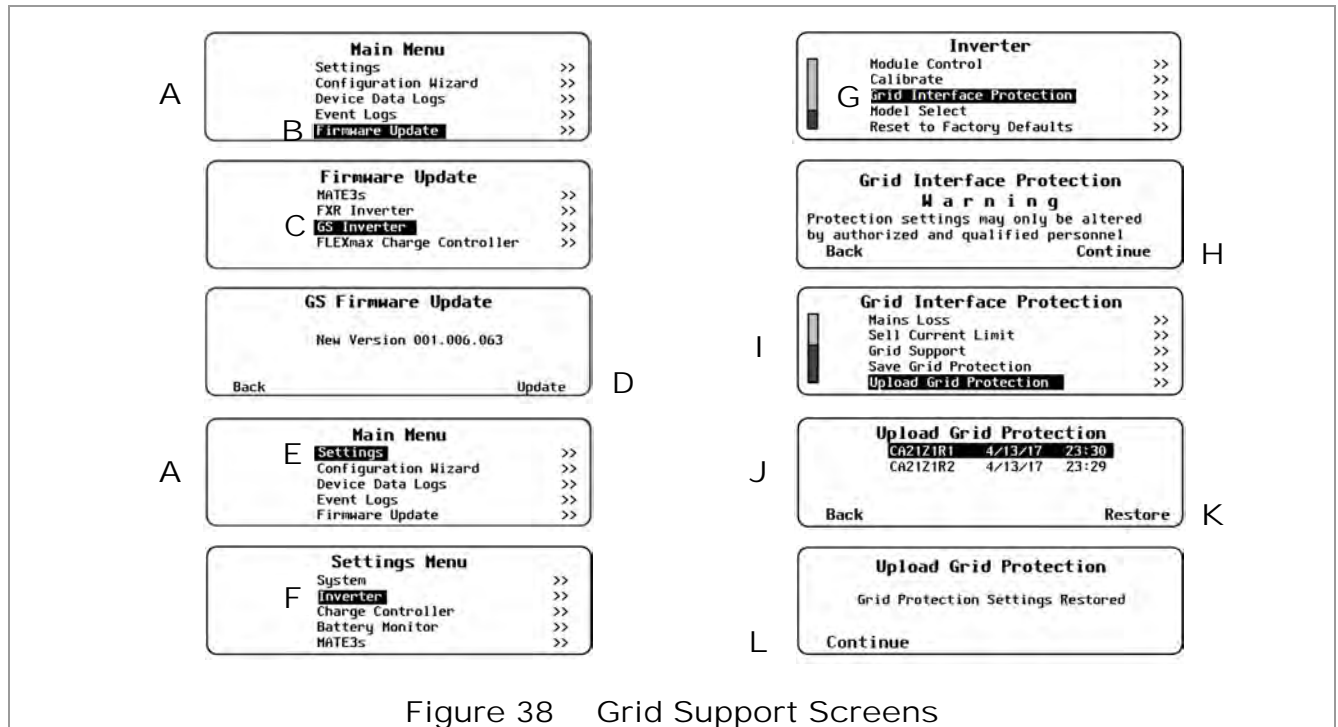 Main Menu
A
Settings >>
Configuration Wizard >>
Device Data Logs >>
Event Logs >>
B Firmware Update >>
Firmware Update
MATE3s >>
FXR Inverter >>
C GS Inverter >>
FLEXmax Charge Controller >>
GS Firmware Update
New Version 001.006.063
Back Update D
Main Menu
A
E Settings >>
Configuration Wizard >>
Device Data Logs >>
Event Logs >>
Firmware Update >>
Settings Menu
System >>
F Inverter >>
Charge Controller >>
Battery Monitor >>
MATE3s >>
Inverter
Module Control >>
Calibrate >>
G Grid Interface Protection >>
Model Select >>
Reset to Factory Defaults >>
Grid Interface Protection
Warning
Protection settings may only be altered
by authorized and qualified personnel
Back Continue H
Grid Interface Protection
Mains Loss >>
Sell Current Limit >>
I Grid Support >>
Save Grid Protection >>
Upload Grid Protection >>
Upload Grid Protection
CA21Z1R1 4/13/17 23:30
J CA21Z1R2 4/13/17 23:29
Back Restore K
Upload Grid Protection
Grid Protection Settings Restored
L Continue
Figure 38 Grid Support Screens